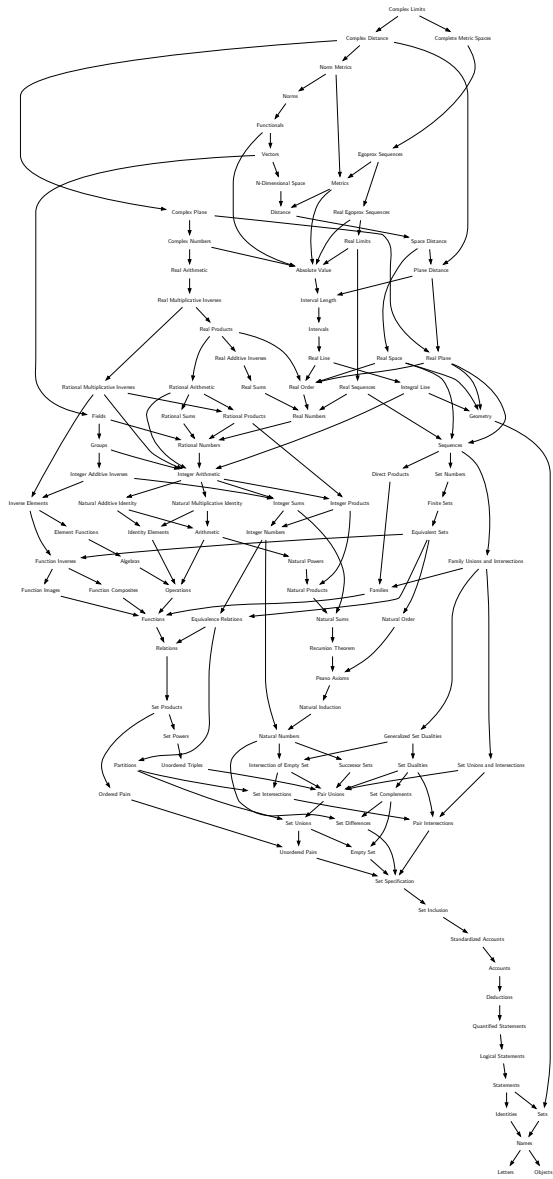 Complex Limits
Complex Distance
Complete Metric Spaces
Norm Metrics
Norms
Functionals
Vectors
Egoprox Sequences
N-Dimensional Space
Metrics
Complex Plane
Distance
Real Egoprox Sequences
Complex Numbers
Real Limits
Space Distance
Real Arithmetic
Absolute Value
Plane Distance
Real Multiplicative Inverses
Interval Length
Real Products
Intervals
Real Additive Inverses
Real Line
Real Space
Real Plane
Rational Multiplicative Inverses
Rational Arithmetic
Real Sums
Real Order
Real Sequences
Integral Line
Fields
Rational Sums
Rational Products
Real Numbers
Geometry
Groups
Rational Numbers
Sequences
Integer Additive Inverses
Integer Arithmetic
Direct Products
Set Numbers
Inverse Elements
Natural Additive Identity
Natural Multiplicative Identity
Integer Sums
Integer Products
Finite Sets
Element Functions
Identity Elements
Arithmetic
Integer Numbers
Equivalent Sets
Function Inverses
Algebras
Natural Powers
Family Unions and Intersections
Function Images
Function Composites
Operations
Natural Products
Families
Functions
Equivalence Relations
Natural Sums
Natural Order
Relations
Recursion Theorem
Peano Axioms
Set Products
Natural Induction
Set Powers
Natural Numbers
Generalized Set Dualities
Partitions
Unordered Triples
Intersection of Empty Set
Successor Sets
Set Dualities
Set Unions and Intersections
Ordered Pairs
Set Intersections
Pair Unions
Set Complements
Set Unions
Set Differences
Pair Intersections
Unordered Pairs
Empty Set
Set Specification
Set Inclusion
Standardized Accounts
Accounts
Deductions
Quantified Statements
Logical Statements
Statements
Identities
Sets
Names
Letters
Objects